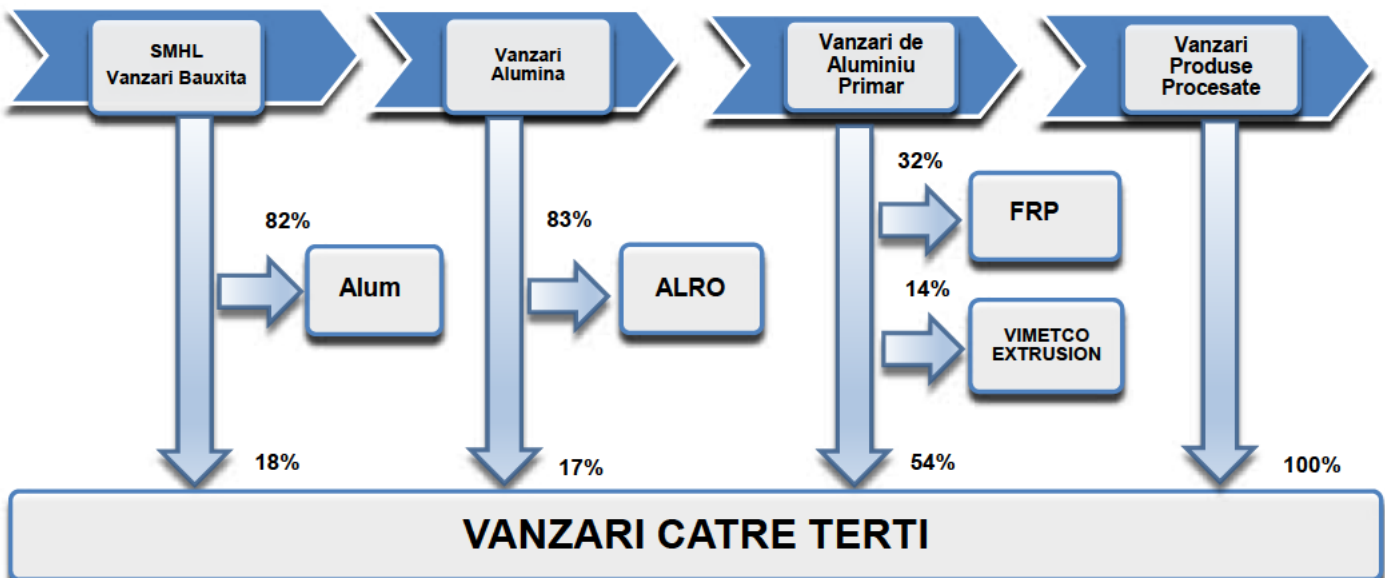 SMHL
Vanzari Bauxita
Vanzari
Alumina
Vanzari de
Aluminiu
Primar
Vanzari
Produse
Procesate
82%
Alum
83%
ALRO
32%
FRP
14%
VIMETCO
EXTRUSION
18%
17%
54%
100%
VANZARI CATRE TERTI